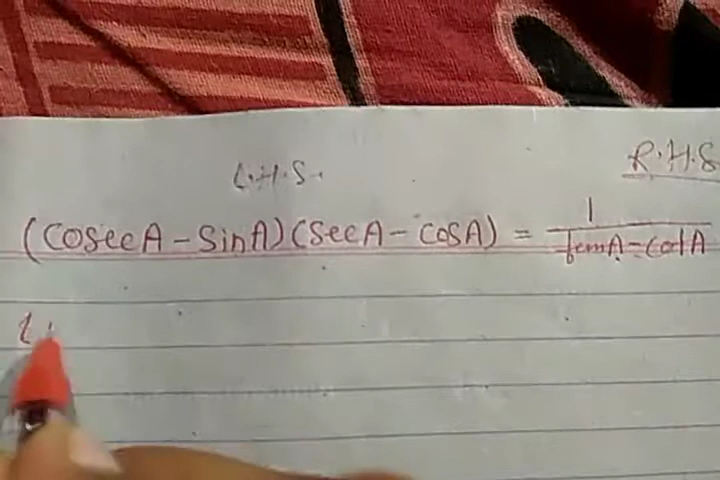 L.H.S. R.H.S
(CosecA - SinA)(SecA - cosA) = 1/tanA - cotA
L.